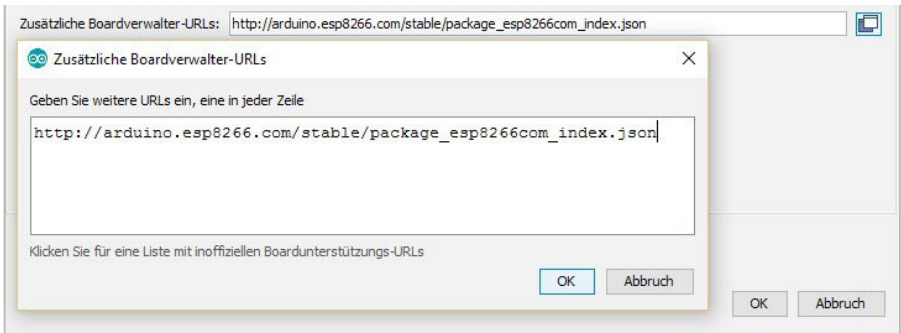 Zusätzliche Boardverwalter-URLs: http://arduino.esp8266.com/stable/package_esp8266com_index.json
Zusätzliche Boardverwalter-URLs
Geben Sie weitere URLs ein, eine in jeder Zeile
http://arduino.esp8266.com/stable/package_esp8266com_index.json
Klicken Sie für eine Liste mit inoffiziellen Boardunterstützungs-URLs
OK Abbruch
OK Abbruch